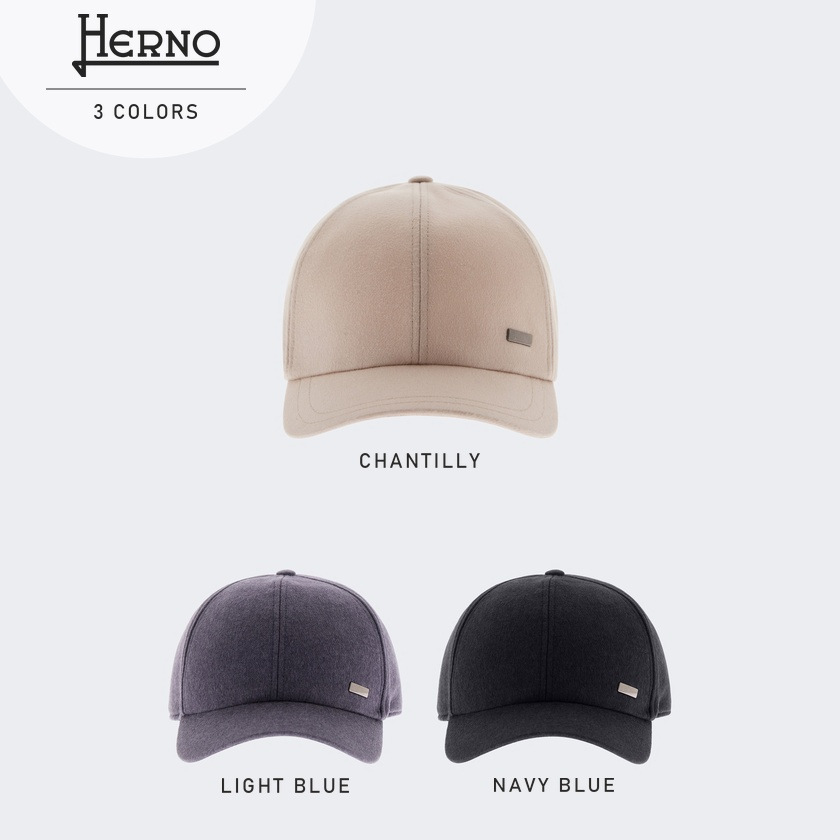 HERNO
3 COLORS
CHANTILLY
LIGHT BLUE
NAVY BLUE